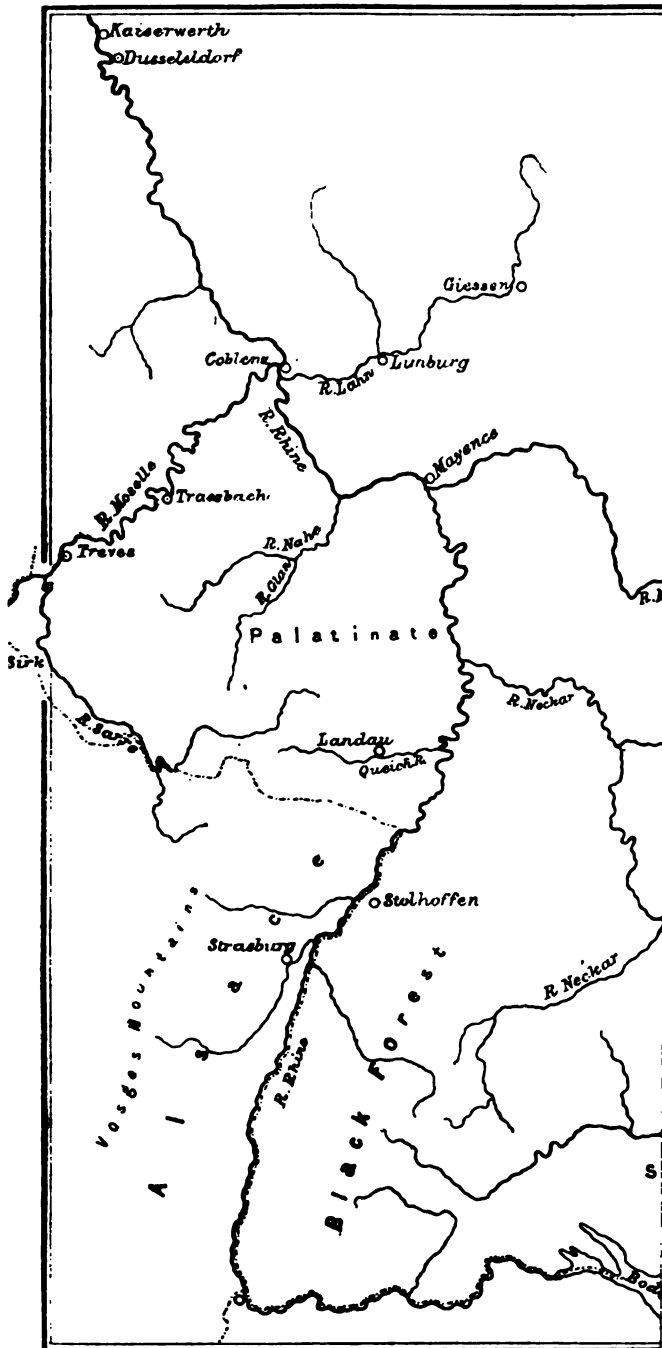 Kaiserwerth
Dusselsldorf
Giessen
Coblenz
R. Lahn
Lunburg
R. Rhine
Mayence
R. Moselle
Traesbach
R. Nahe
Treves
R. Glan
Palatinate
Sirk
R. Neckar
R. Sarre
Landau
Queich R.
Alsace
Stolhoffen
Vosges Mountains
Strasburg
R. Neckar
R. Rhine
Black Forest
S